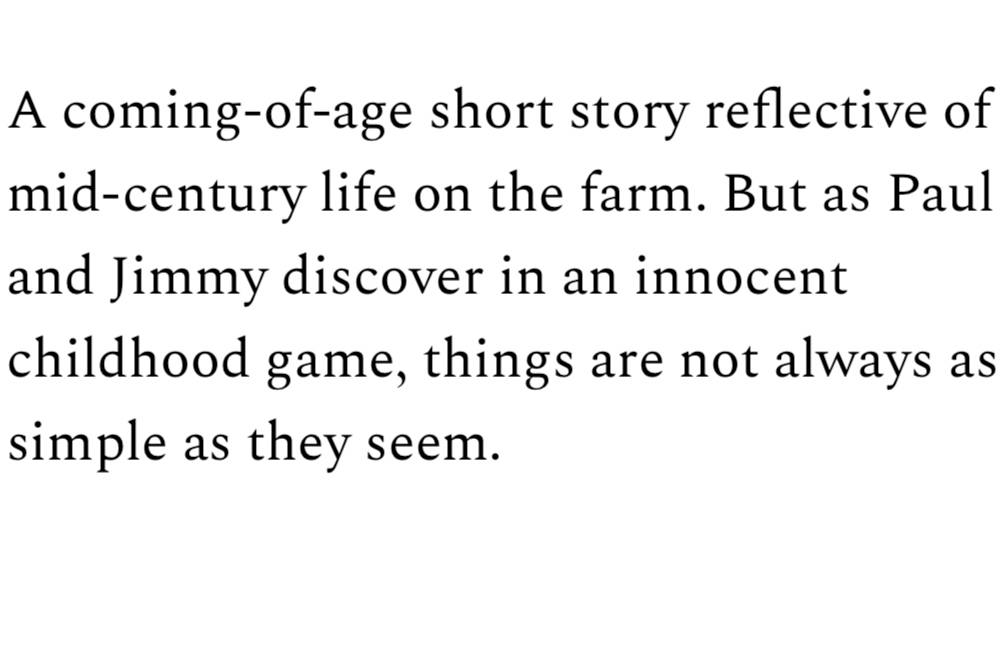 A coming-of-age short story reflective of
mid-century life on the farm. But as Paul
and Jimmy discover in an innocent
childhood game, things are not always as
simple as they seem.